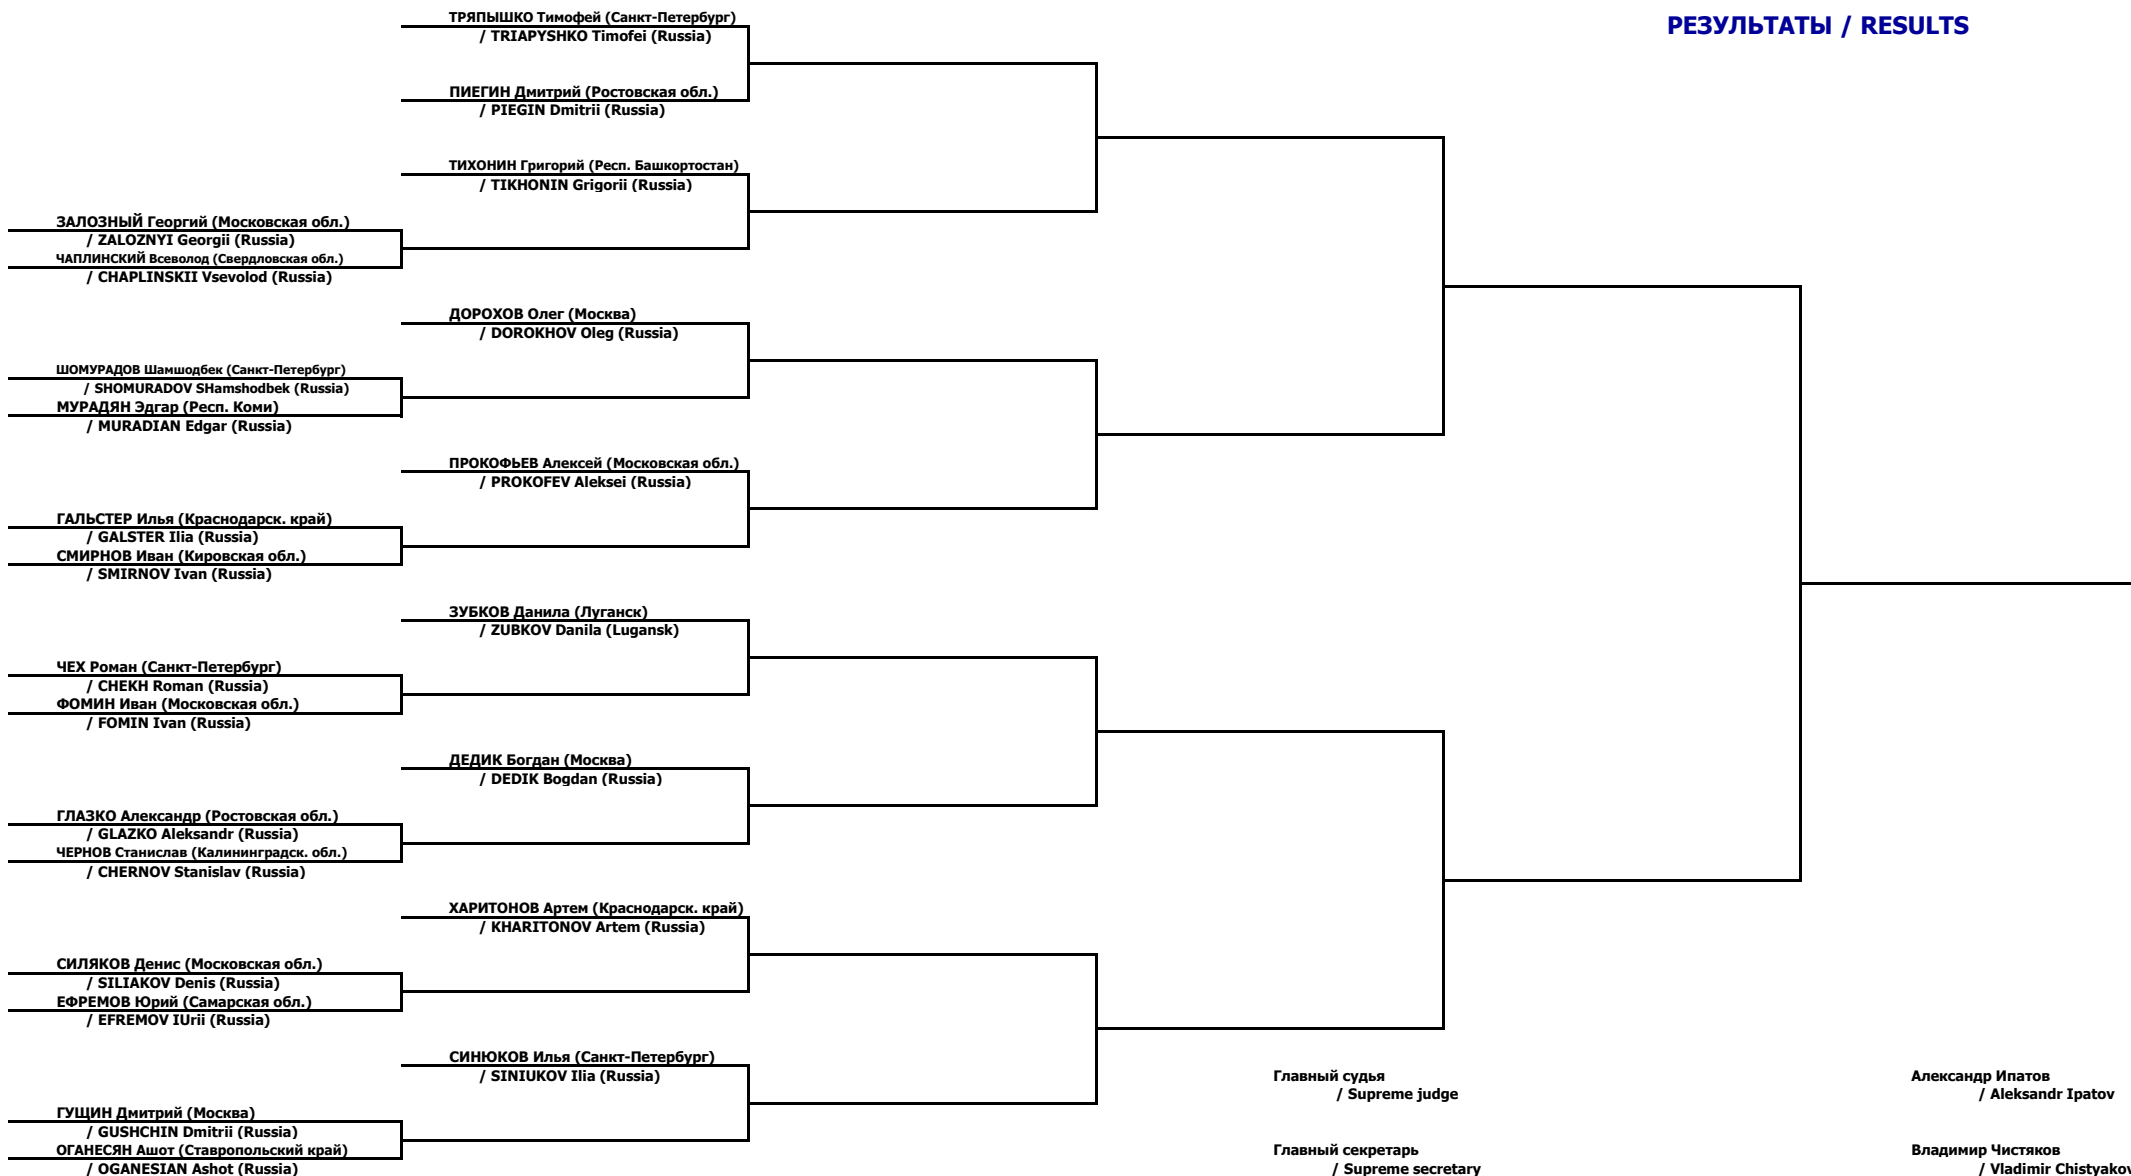 РЕЗУЛЬТАТЫ / RESULTS
ТРЯПЫШКО Тимофей (Санкт-Петербург)
/ TRIAPYSHKO Timofei (Russia)
ПИЕГИН Дмитрий (Ростовская обл.)
/ PIEGIN Dmitrii (Russia)
ТИХОНИН Григорий (Респ. Башкортостан)
/ TIKHONIN Grigorii (Russia)
ЗАЛОЗНЫЙ Георгий (Московская обл.)
/ ZALOZNYI Georgii (Russia)
ЧАПЛИНСКИЙ Всеволод (Свердловская обл.)
/ CHAPLINSKII Vsevolod (Russia)
ДОРОХОВ Олег (Москва)
/ DOROKHOV Oleg (Russia)
ШОМУРАДОВ Шамшодбек (Санкт-Петербург)
/ SHOMURADOV SHamshodbek (Russia)
МУРАДЯН Эдгар (Респ. Коми)
/ MURADIAN Edgar (Russia)
ПРОКОФЬЕВ Алексей (Московская обл.)
/ PROKOFEV Aleksei (Russia)
ГАЛЬСТЕР Илья (Краснодарск. край)
/ GALSTER Ilia (Russia)
СМИРНОВ Иван (Кировская обл.)
/ SMIRNOV Ivan (Russia)
ЗУБКОВ Данила (Луганск)
/ ZUBKOV Danila (Lugansk)
ЧЕХ Роман (Санкт-Петербург)
/ CHEKH Roman (Russia)
ФОМИН Иван (Московская обл.)
/ FOMIN Ivan (Russia)
ДЕДИК Богдан (Москва)
/ DEDIK Bogdan (Russia)
ГЛАЗКО Александр (Ростовская обл.)
/ GLAZKO Aleksandr (Russia)
ЧЕРНОВ Станислав (Калининградск. обл.)
/ CHERNOV Stanislav (Russia)
ХАРИТОНОВ Артем (Краснодарск. край)
/ KHARITONOV Artem (Russia)
СИЛЯКОВ Денис (Московская обл.)
/ SILIAKOV Denis (Russia)
ЕФРЕМОВ Юрий (Самарская обл.)
/ EFREMOV IUrii (Russia)
СИНЮКОВ Илья (Санкт-Петербург)
/ SINIUKOV Ilia (Russia)
ГУЩИН Дмитрий (Москва)
/ GUSHCHIN Dmitrii (Russia)
ОГАНЕСЯН Ашот (Ставропольский край)
/ OGANESIAN Ashot (Russia)
Главный судья
/ Supreme judge
Александр Ипатов
/ Aleksandr Ipatov
Главный секретарь
/ Supreme secretary
Владимир Чистяков
/ Vladimir Chistyakov